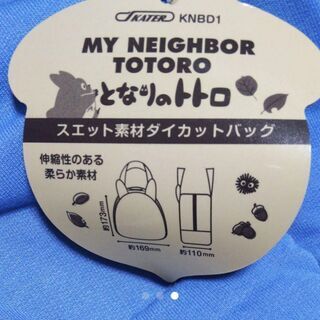 SKATER KNBD1
MY NEIGHBOR
TOTORO
となりのトトロ
スエット素材ダイカットバッグ
伸縮性のある
柔らか素材
約173mm
約169mm
約110mm